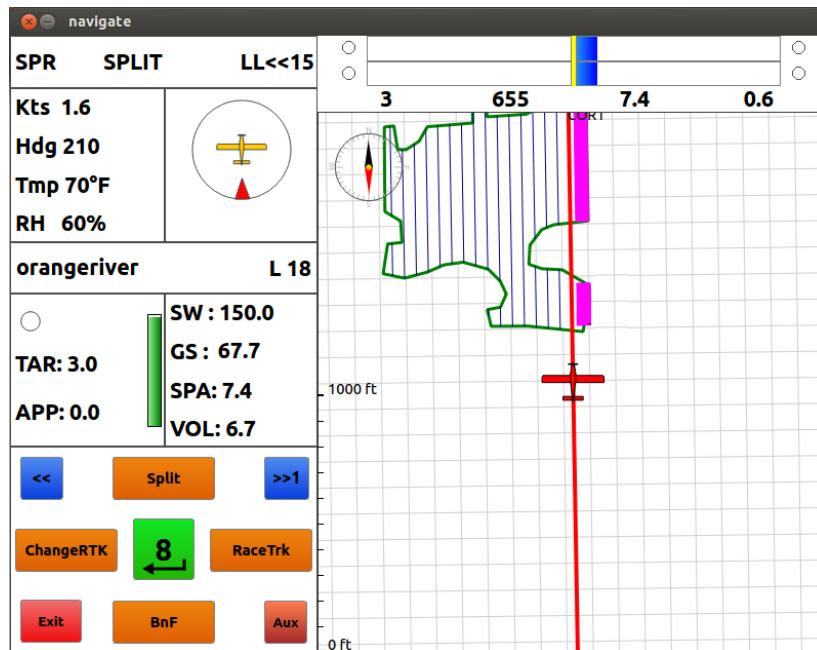 navigate
SPR SPLIT LL<<15
3 655 7.4 0.6
CORT
Kts 1.6
Hdg 210
Tmp 70°F
RH 60%
N
W
E
S
orangeriver L 18
SW : 150.0
GS : 67.7
TAR: 3.0
SPA: 7.4
APP: 0.0
VOL: 6.7
1000 ft
<< Split >>1
ChangeRTK 8 RaceTrk
Exit BnF Aux
0 ft